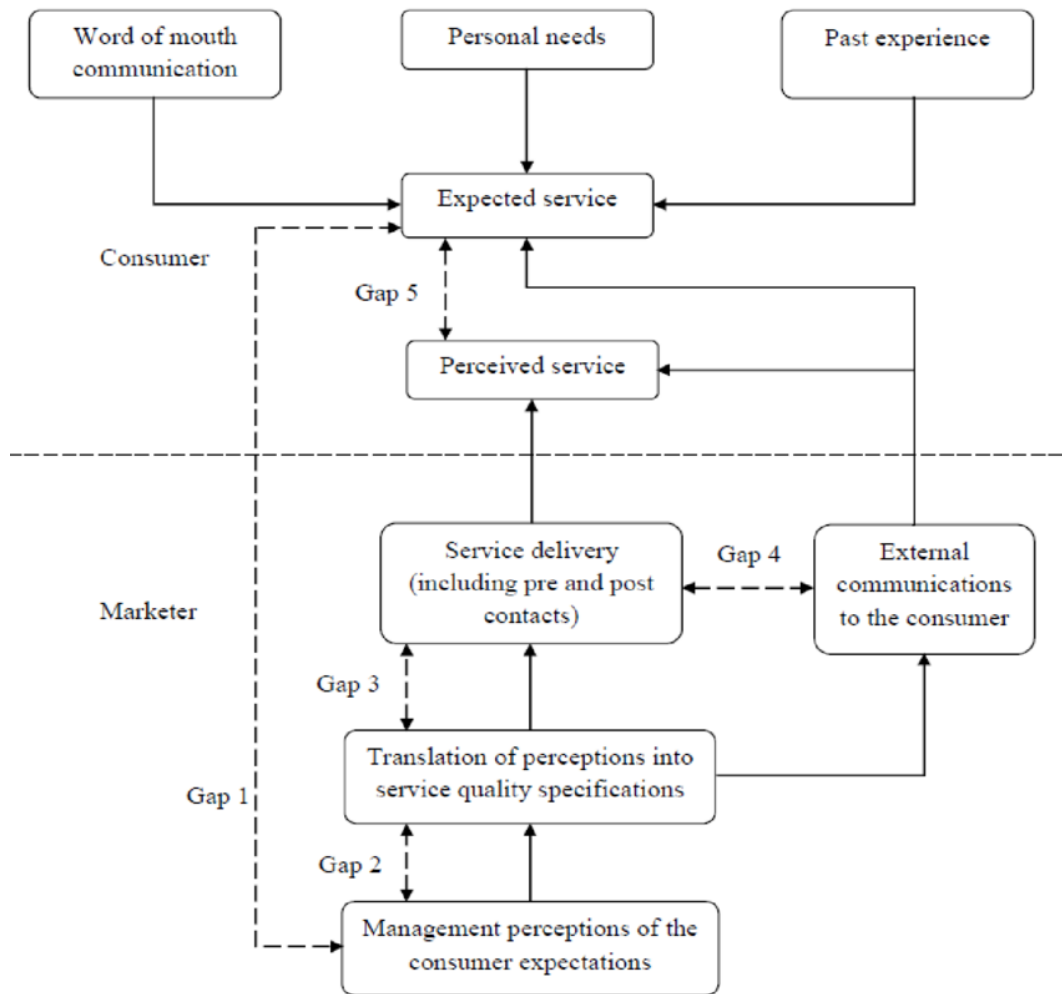 Word of mouth
communication
Personal needs
Past experience
Expected service
Consumer
Gap 5
Perceived service
Service delivery
(including pre and post
contacts)
Gap 4
External
communications
to the consumer
Marketer
Gap 3
Translation of perceptions into
service quality specifications
Gap 1
Gap 2
Management perceptions of the
consumer expectations